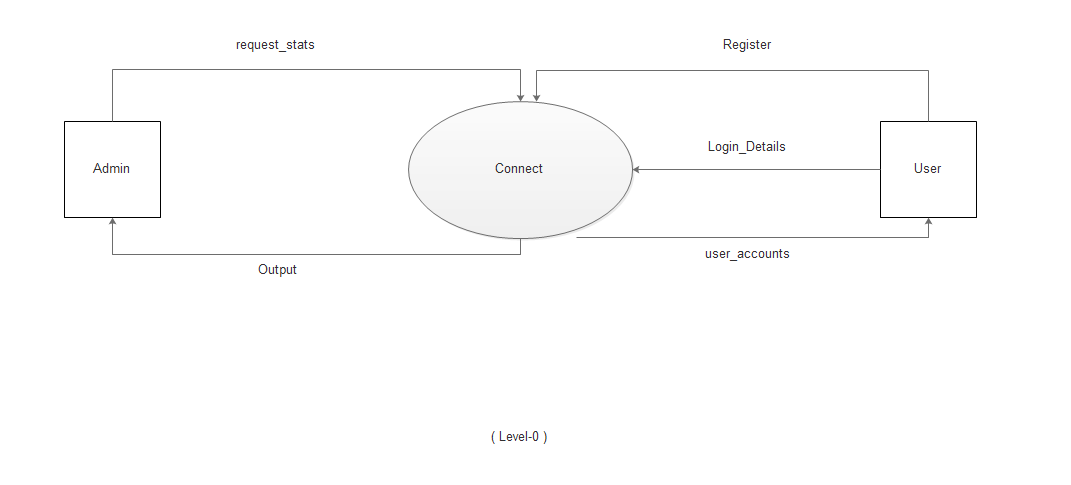 request_stats
Register
Login_Details
Admin
Connect
User
user_accounts
Output
( Level-0 )